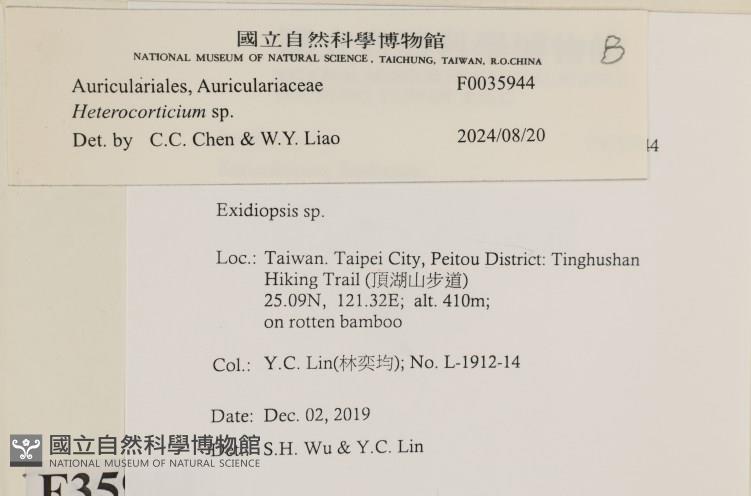 國立自然科學博物館
NATIONAL MUSEUM OF NATURAL SCIENCE, TAICHUNG, TAIWAN, R.O.CHINA
B
Auriculariales, Auriculariaceae F0035944
Heterocorticium sp.
Det. by C.C. Chen & W.Y. Liao 2024/08/20
44
Exidiopsis sp.
Loc.: Taiwan. Taipei City, Peitou District: Tinghushan
Hiking Trail (頂湖山步道)
25.09N, 121.32E; alt. 410m;
on rotten bamboo
Col.: Y.C. Lin(林奕均); No. L-1912-14
Date: Dec. 02, 2019
S.H. Wu & Y.C. Lin
國立自然科學博物館
NATIONAL MUSEUM OF NATURAL SCIENCE
F35